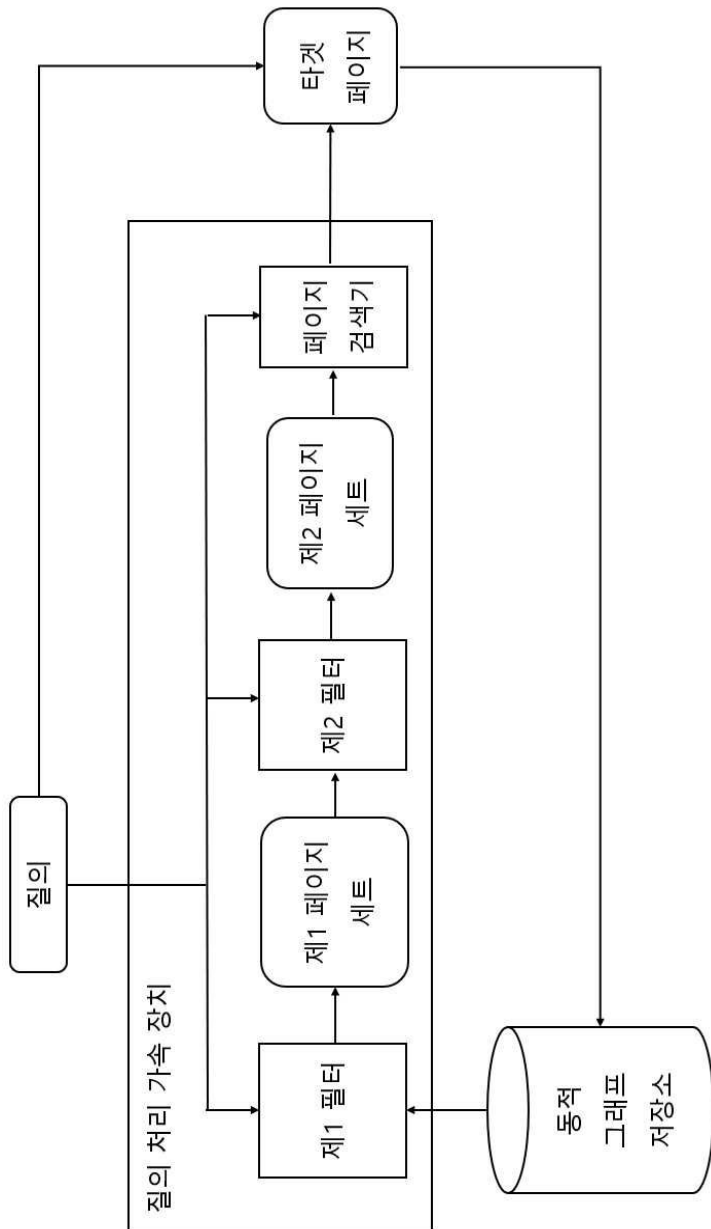 질의
질의 처리 가속 장치
제1 필터
제1 페이지
세트
제2 필터
제2 페이지
세트
페이지
검색기
타겟
페이지
동적
그래프
저장소